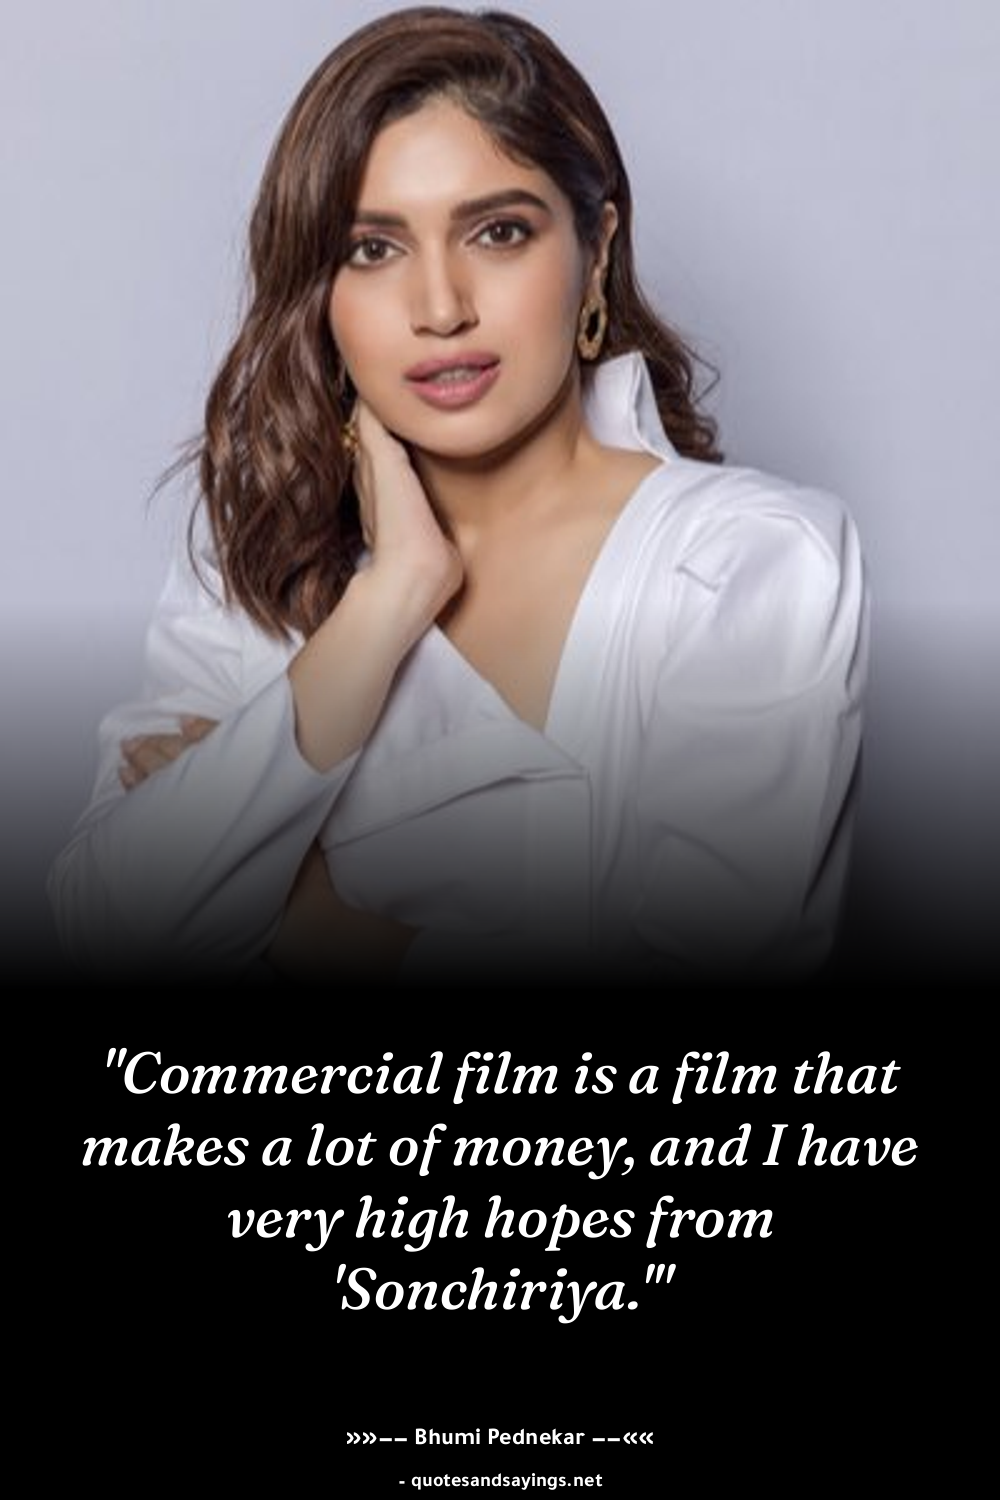 "Commercial film is a film that
makes a lot of money, and I have
very high hopes from
'Sonchiriya.'"
»»—— Bhumi Pednekar ——««
- quotesandsayings.net